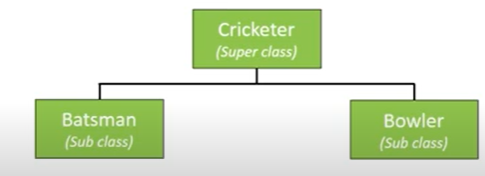 Cricketer
(Super class)
Batsman
(Sub class)
Bowler
(Sub class)